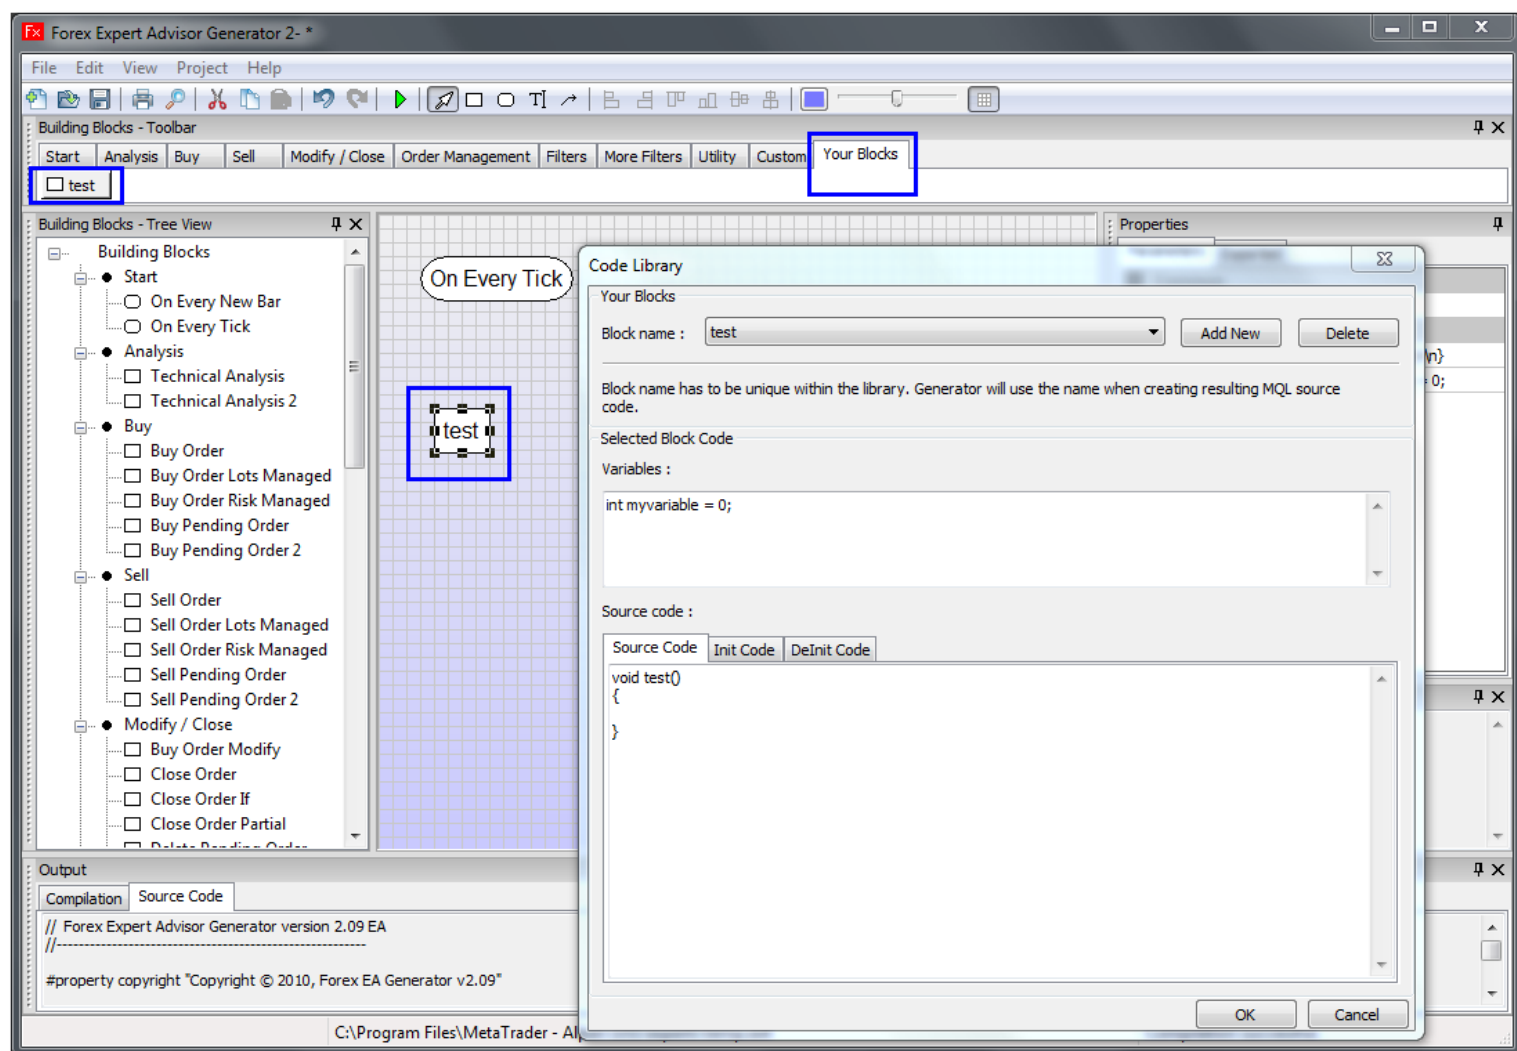 Fx Forex Expert Advisor Generator 2- *
File Edit View Project Help
Building Blocks - Toolbar
Start Analysis Buy Sell Modify / Close Order Management Filters More Filters Utility Custom Your Blocks
test
Building Blocks - Tree View
Building Blocks
Start
On Every New Bar
On Every Tick
Analysis
Technical Analysis
Technical Analysis 2
Buy
Buy Order
Buy Order Lots Managed
Buy Order Risk Managed
Buy Pending Order
Buy Pending Order 2
Sell
Sell Order
Sell Order Lots Managed
Sell Order Risk Managed
Sell Pending Order
Sell Pending Order 2
Modify / Close
Buy Order Modify
Close Order
Close Order If
Close Order Partial
Delete Pending Order
On Every Tick
test
Properties
\n}
= 0;
Code Library
Your Blocks
Block name : test Add New Delete
Block name has to be unique within the library. Generator will use the name when creating resulting MQL source
code.
Selected Block Code
Variables :
int myvariable = 0;
Source code :
Source Code Init Code DeInit Code
void test()
{
}
OK Cancel
Output
Compilation Source Code
// Forex Expert Advisor Generator version 2.09 EA
//--------------------------------------------------------
#property copyright "Copyright © 2010, Forex EA Generator v2.09"
C:\Program Files\MetaTrader - Al